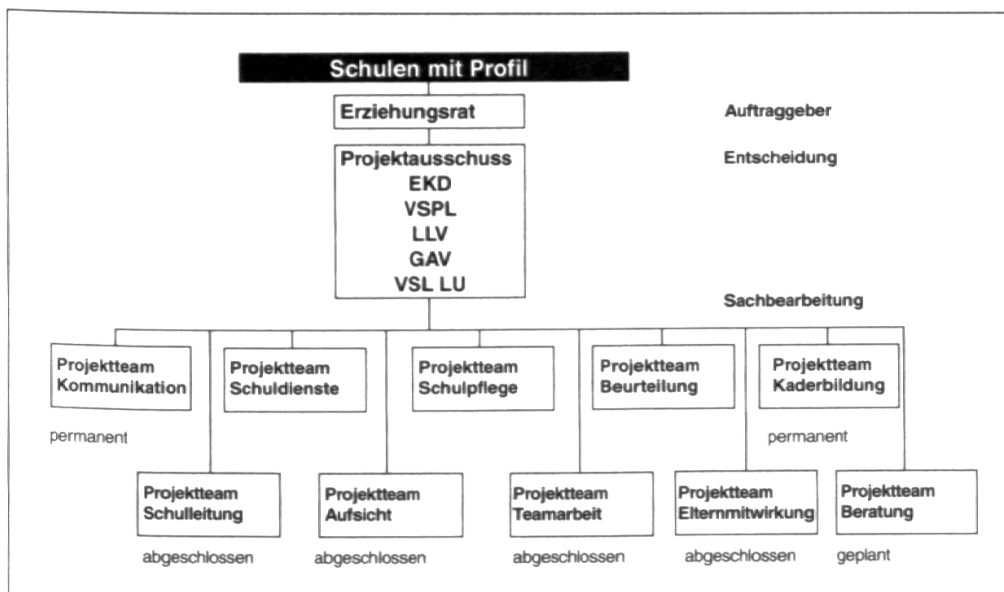 Schulen mit Profil
Erziehungsrat
Auftraggeber
Projektausschuss
Entscheidung
EKD
VSPL
LLV
GAV
VSL LU
Sachbearbeitung
Projektteam
Kommunikation
Projektteam
Schuldienste
Projektteam
Schulpflege
Projektteam
Beurteilung
Projektteam
Kaderbildung
permanent
permanent
Projektteam
Schulleitung
Projektteam
Aufsicht
Projektteam
Teamarbeit
Projektteam
Elternmitwirkung
Projektteam
Beratung
abgeschlossen
abgeschlossen
abgeschlossen
abgeschlossen
geplant